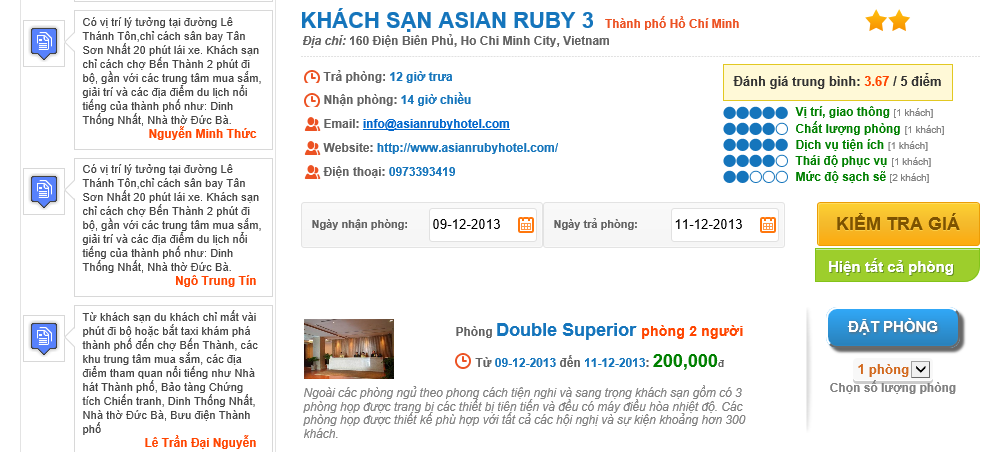 Có vị trí lý tưởng tại đường Lê
Thánh Tôn,chỉ cách sân bay Tân
Sơn Nhất 20 phút lái xe. Khách sạn
chỉ cách chợ Bến Thành 2 phút đi
bộ, gần với các trung tâm mua sắm,
giải trí và các địa điểm du lịch nổi
tiếng của thành phố như: Dinh
Thống Nhất, Nhà thờ Đức Bà.
Nguyễn Minh Thức
Có vị trí lý tưởng tại đường Lê
Thánh Tôn,chỉ cách sân bay Tân
Sơn Nhất 20 phút lái xe. Khách sạn
chỉ cách chợ Bến Thành 2 phút đi
bộ, gần với các trung tâm mua sắm,
giải trí và các địa điểm du lịch nổi
tiếng của thành phố như: Dinh
Thống Nhất, Nhà thờ Đức Bà.
Ngô Trung Tín
Từ khách sạn du khách chỉ mất vài
phút đi bộ hoặc bắt taxi khám phá
thành phố đến chợ Bến Thành, các
khu trung tâm mua sắm, các địa
điểm tham quan nổi tiếng như Nhà
hát Thành phố, Bảo tàng Chứng
tích Chiến tranh, Dinh Thống Nhất,
Nhà thờ Đức Bà, Bưu điện Thành
phố
Lê Trần Đại Nguyễn
KHÁCH SẠN ASIAN RUBY 3 Thành phố Hồ Chí Minh
Địa chỉ: 160 Điện Biên Phủ, Ho Chi Minh City, Vietnam
Trả phòng: 12 giờ trưa
Nhận phòng: 14 giờ chiều
Email: info@asianrubyhotel.com
Website: http://www.asianrubyhotel.com/
Điện thoại: 0973393419
Đánh giá trung bình: 3.67 / 5 điểm
Vị trí, giao thông [1 khách]
Chất lượng phòng [1 khách]
Dịch vụ tiện ích [1 khách]
Thái độ phục vụ [1 khách]
Mức độ sạch sẽ [2 khách]
Ngày nhận phòng: 09-12-2013 Ngày trả phòng: 11-12-2013
KIỂM TRA GIÁ
Hiện tất cả phòng
Phòng Double Superior phòng 2 người
Từ 09-12-2013 đến 11-12-2013: 200,000đ
Ngoài các phòng ngủ theo phong cách tiện nghi và sang trọng khách sạn gồm có 3
phòng họp được trang bị các thiết bị tiên tiến và đều có máy điều hòa nhiệt độ. Các
phòng họp được thiết kế phù hợp với tất cả các hội nghị và sự kiện khoảng hơn 300
khách.
ĐẶT PHÒNG
1 phòng
Chọn số lượng phòng